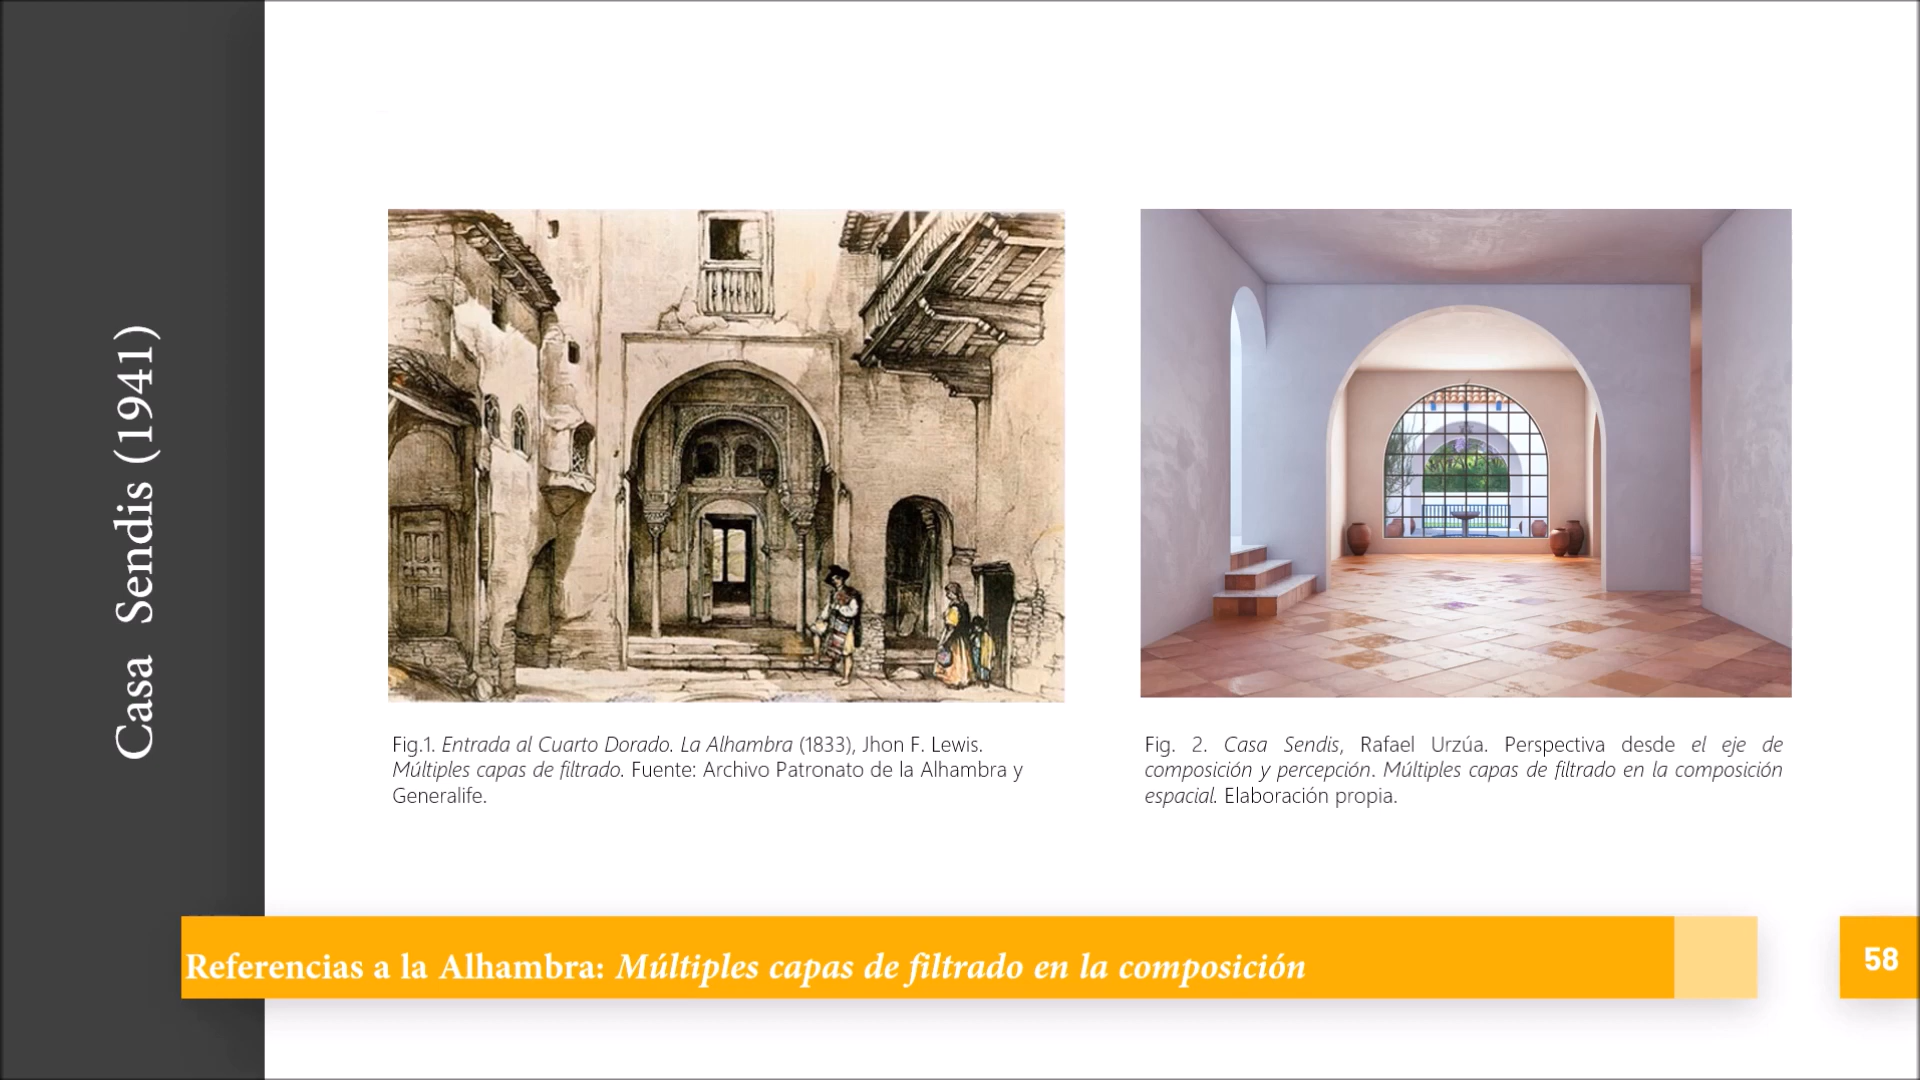 Casa Sendis (1941)
Fig.1. Entrada al Cuarto Dorado. La Alhambra (1833), Jhon F. Lewis.
Múltiples capas de filtrado. Fuente: Archivo Patronato de la Alhambra y
Generalife.
Fig. 2. Casa Sendis, Rafael Urzúa. Perspectiva desde el eje de
composición y percepción. Múltiples capas de filtrado en la composición
espacial. Elaboración propia.
Referencias a la Alhambra: Múltiples capas de filtrado en la composición
58